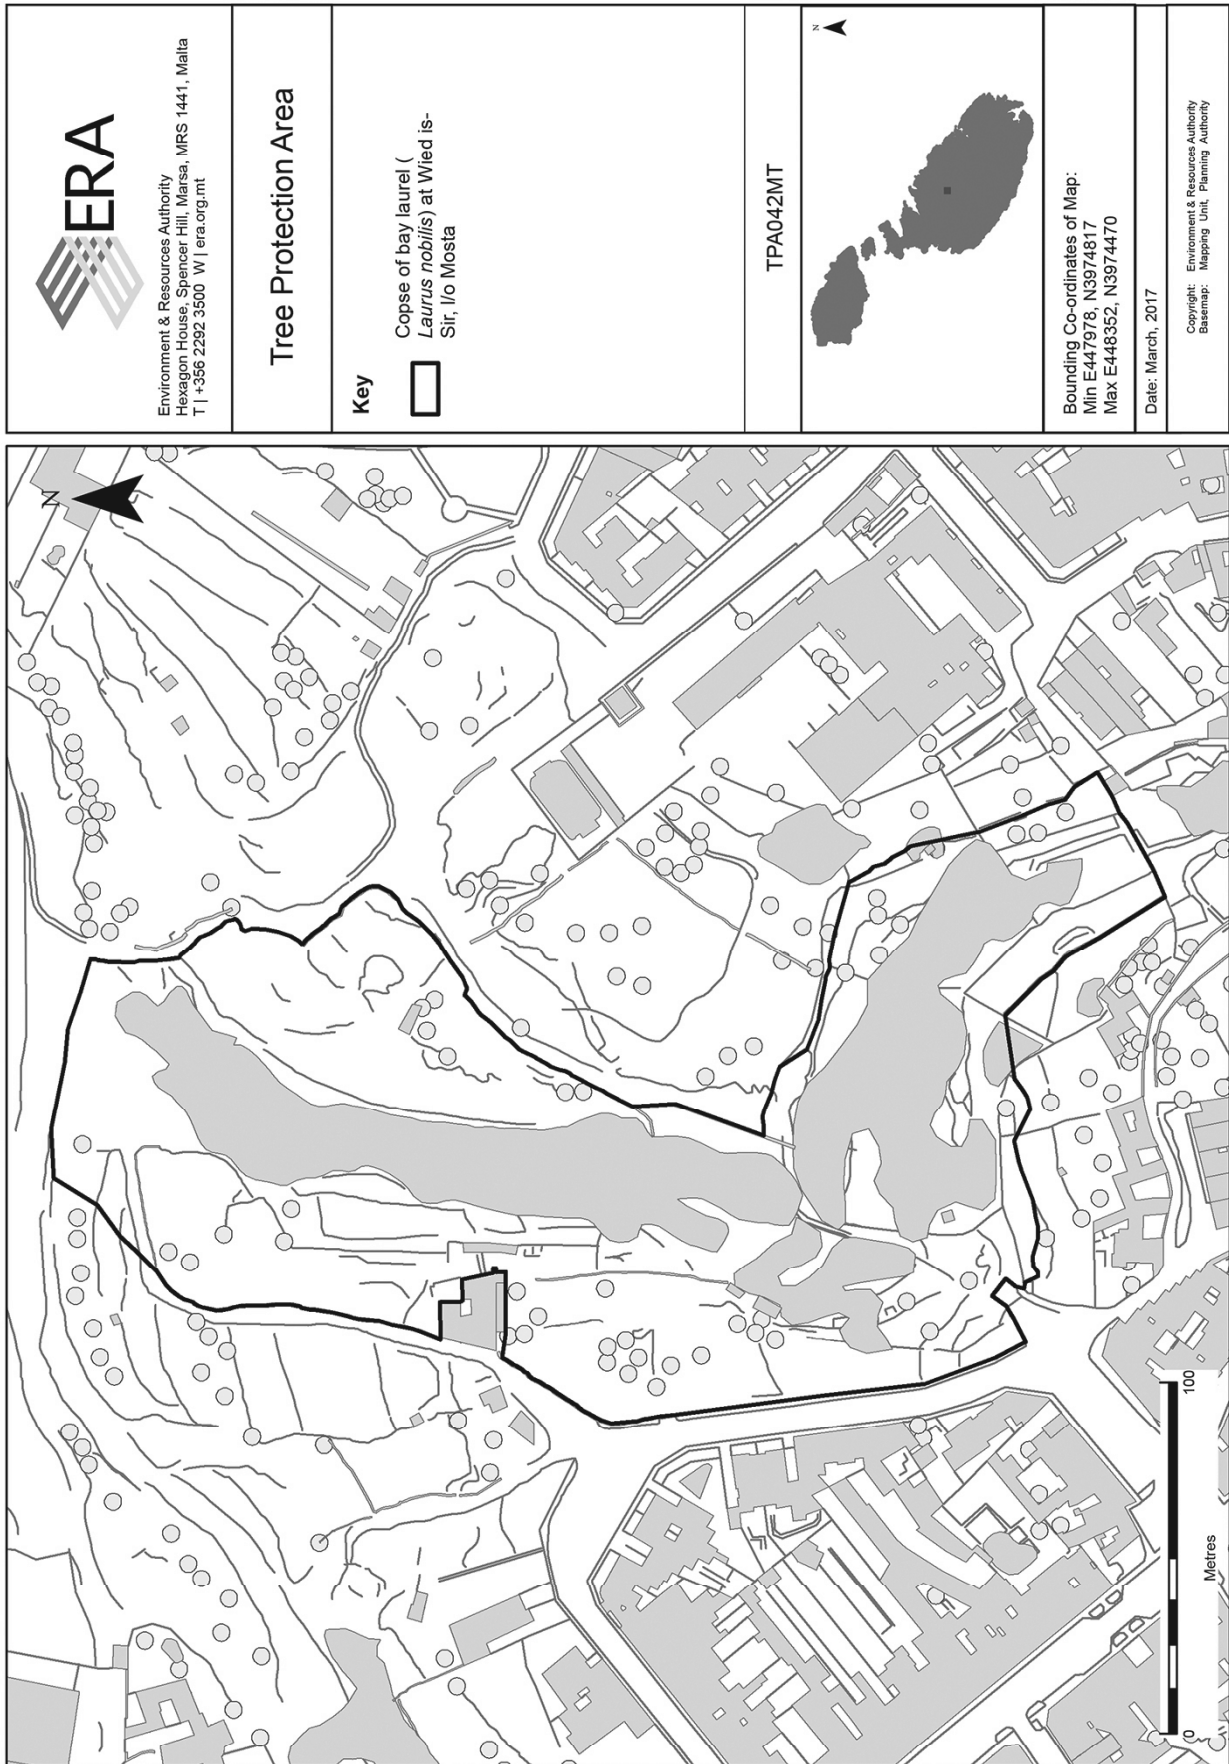 ERA
Environment & Resources Authority
Hexagon House, Spencer Hill, Marsa, MRS 1441, Malta
T | +356 2292 3500 W | era.org.mt
Tree Protection Area
Key
Copse of bay laurel (
Laurus nobilis) at Wied is-
Sir, l/o Mosta
TPA042MT
N
Bounding Co-ordinates of Map:
Min E447978, N3974817
Max E448352, N3974470
Date: March, 2017
Copyright: Environment & Resources Authority
Basemap: Mapping Unit, Planning Authority
N
0
100
Metres